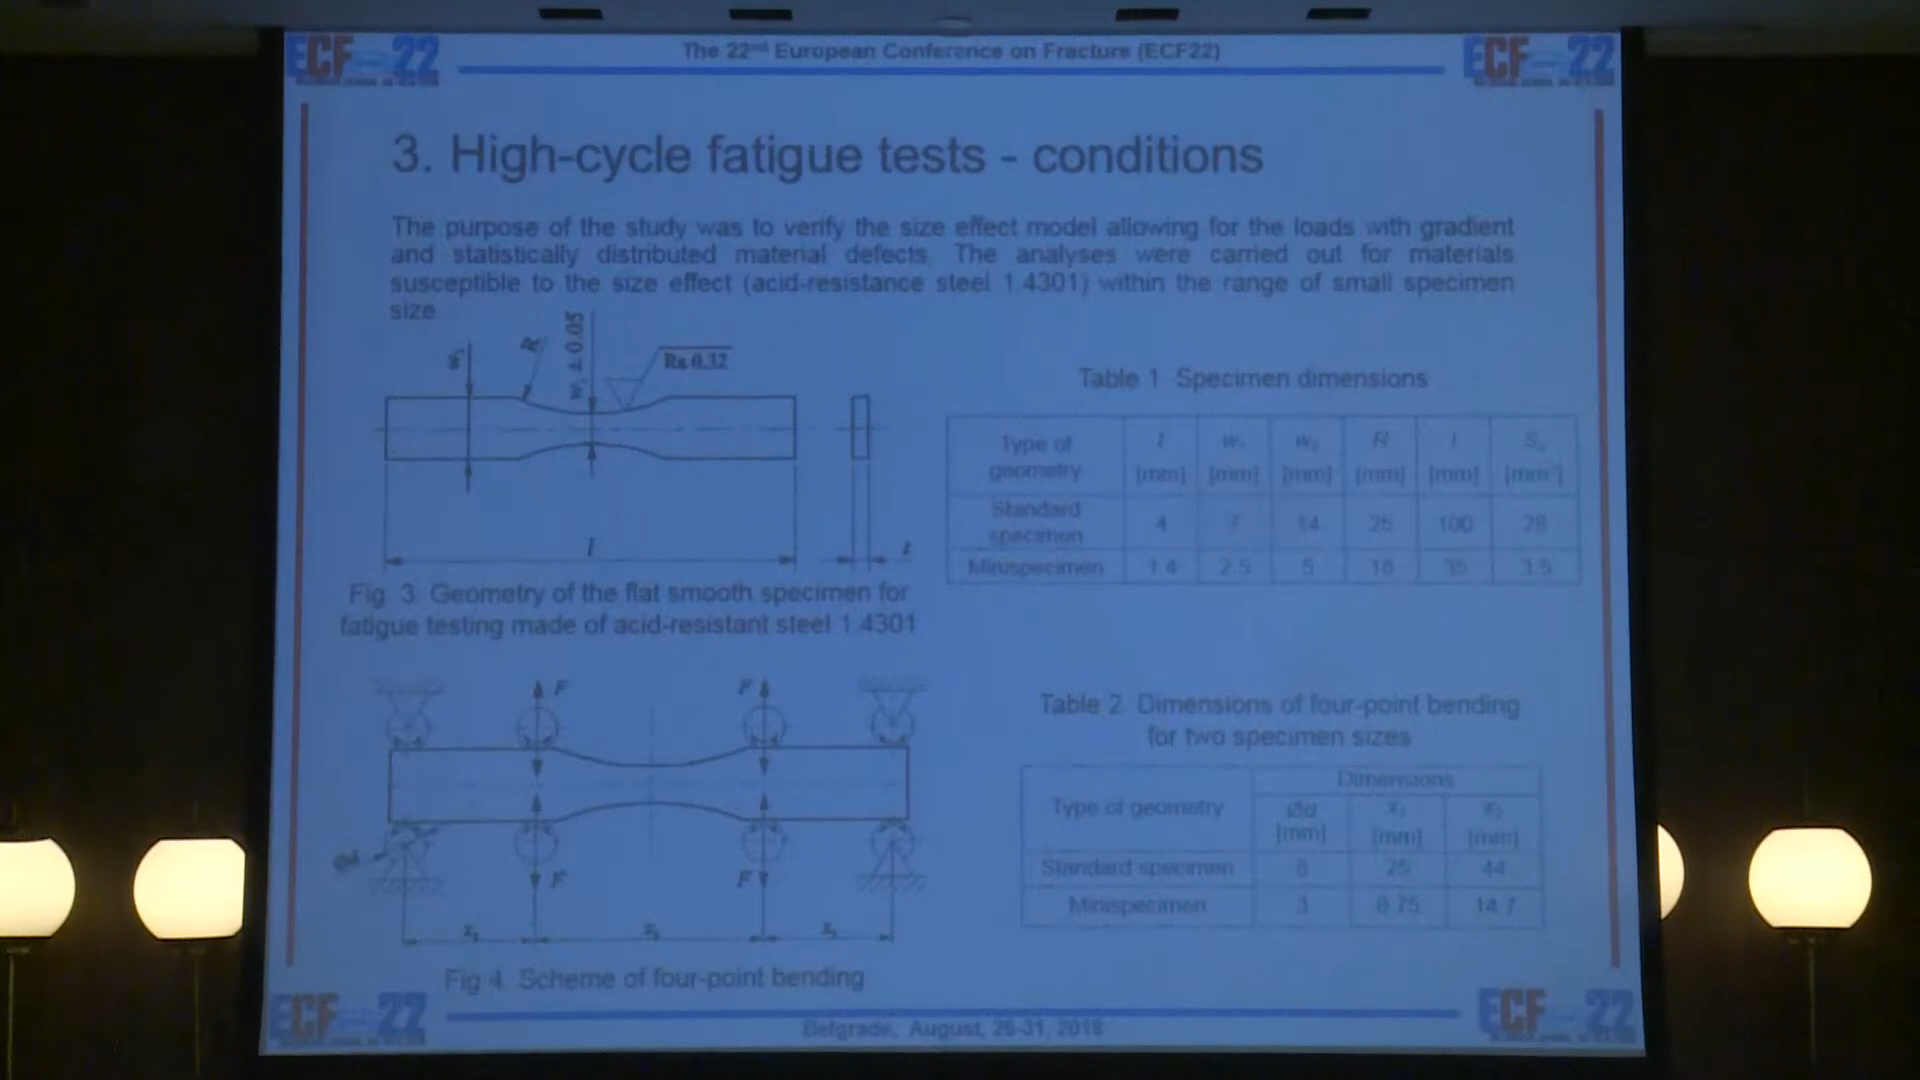 ECF 22
The 22nd European Conference on Fracture (ECF22)
ECF 22
3. High-cycle fatigue tests - conditions
The purpose of the study was to verify the size effect model allowing for the loads with gradient
and statistically distributed material defects. The analyses were carried out for materials
susceptible to the size effect (acid-resistance steel 1.4301) within the range of small specimen
size
R
± 0.05
Ra 0.32
l
t
Fig. 3. Geometry of the flat smooth specimen for
fatigue testing made of acid-resistant steel 1.4301
Table 1. Specimen dimensions
Type of geometry [mm] [mm] [mm] R [mm] [mm] [mm²]
Standard specimen 4 7 14 25 100 28
Minispecimen 1.4 2.5 5 18 35 3.5
F F
F F
Ød
Fig 4. Scheme of four-point bending
Table 2. Dimensions of four-point bending
for two specimen sizes
Type of geometry Dimensions
Ød [mm] [mm] [mm]
Standard specimen 8 25 44
Minispecimen 3 8.75 14.7
ECF 22
Belgrade, August, 26-31, 2018
ECF 22